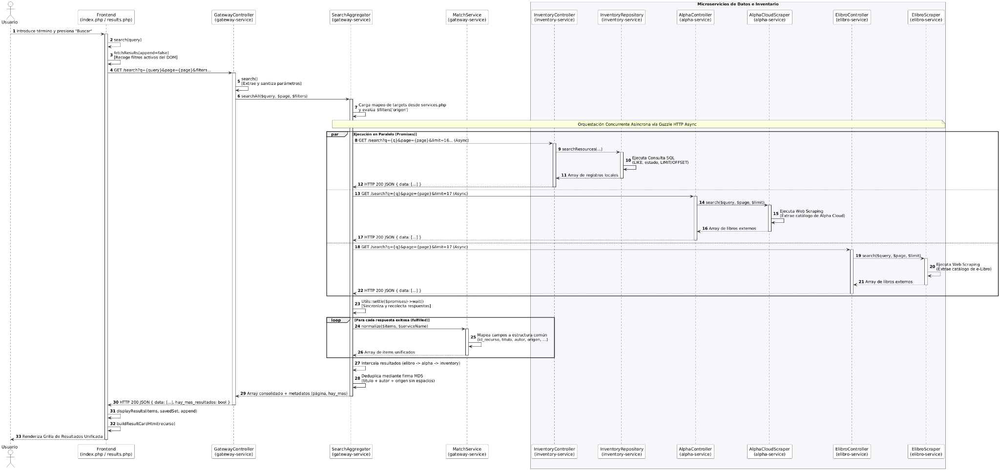 Microservicios de Datos e Inventario
Usuario
Frontend
(index.php / results.php)
GatewayController
(gateway-service)
SearchAggregator
(gateway-service)
MatchService
(gateway-service)
InventoryController
(inventory-service)
InventoryRepository
(inventory-service)
AlphaController
(alpha-service)
AlphaCloudScraper
(alpha-service)
ElibroController
(elibro-service)
ElibroScraper
(elibro-service)
1 Introduce término y presiona "Buscar"
2 search(query)
3 fetchResults(append=false)
[Recoge filtros activos del DOM]
4 GET /search?q={query}&page={page}&filters...
5 search()
[Extrae y sanitiza parámetros]
6 searchAll($query, $page, $filters)
7 Carga mapeo de targets desde services.php
y evalúa $filters['origen']
Orquestación Concurrente Asíncrona vía Guzzle HTTP Async
par [Ejecución en Paralelo (Promises)]
8 GET /search?q={q}&page={page}&limit=16... (Async)
9 searchResources(...)
10 Ejecuta Consulta SQL
(LIKE, estado, LIMIT/OFFSET)
11 Array de registros locales
12 HTTP 200 JSON { data: [...] }
13 GET /search?q={q}&page={page}&limit=17 (Async)
14 search($query, $page, $limit)
15 Ejecuta Web Scraping
(Extrae catálogo de Alpha Cloud)
16 Array de libros externos
17 HTTP 200 JSON { data: [...] }
18 GET /search?q={q}&page={page}&limit=17 (Async)
19 search($query, $page, $limit)
20 Ejecuta Web Scraping
(Extrae catálogo de e-Libro)
21 Array de libros externos
22 HTTP 200 JSON { data: [...] }
23 Utils::settle($promises)->wait()
[Sincroniza y recolecta respuestas]
loop [Para cada respuesta exitosa (fulfilled)]
24 normalize($items, $serviceName)
25 Mapea campos a estructura común
(id_recurso, titulo, autor, origen, ...)
26 Array de ítems unificados
27 Intercala resultados (elibro -> alpha -> inventory)
28 Deduplica mediante firma MD5
(titulo + autor + origen sin espacios)
29 Array consolidado + metadatos (página, hay_mas)
30 HTTP 200 JSON { data: [...], hay_mas_resultados: bool }
31 displayResults(items, savedSet, append)
32 buildResultCardHtml(recurso)
33 Renderiza Grilla de Resultados Unificada
Usuario
Frontend
(index.php / results.php)
GatewayController
(gateway-service)
SearchAggregator
(gateway-service)
MatchService
(gateway-service)
InventoryController
(inventory-service)
InventoryRepository
(inventory-service)
AlphaController
(alpha-service)
AlphaCloudScraper
(alpha-service)
ElibroController
(elibro-service)
ElibroScraper
(elibro-service)